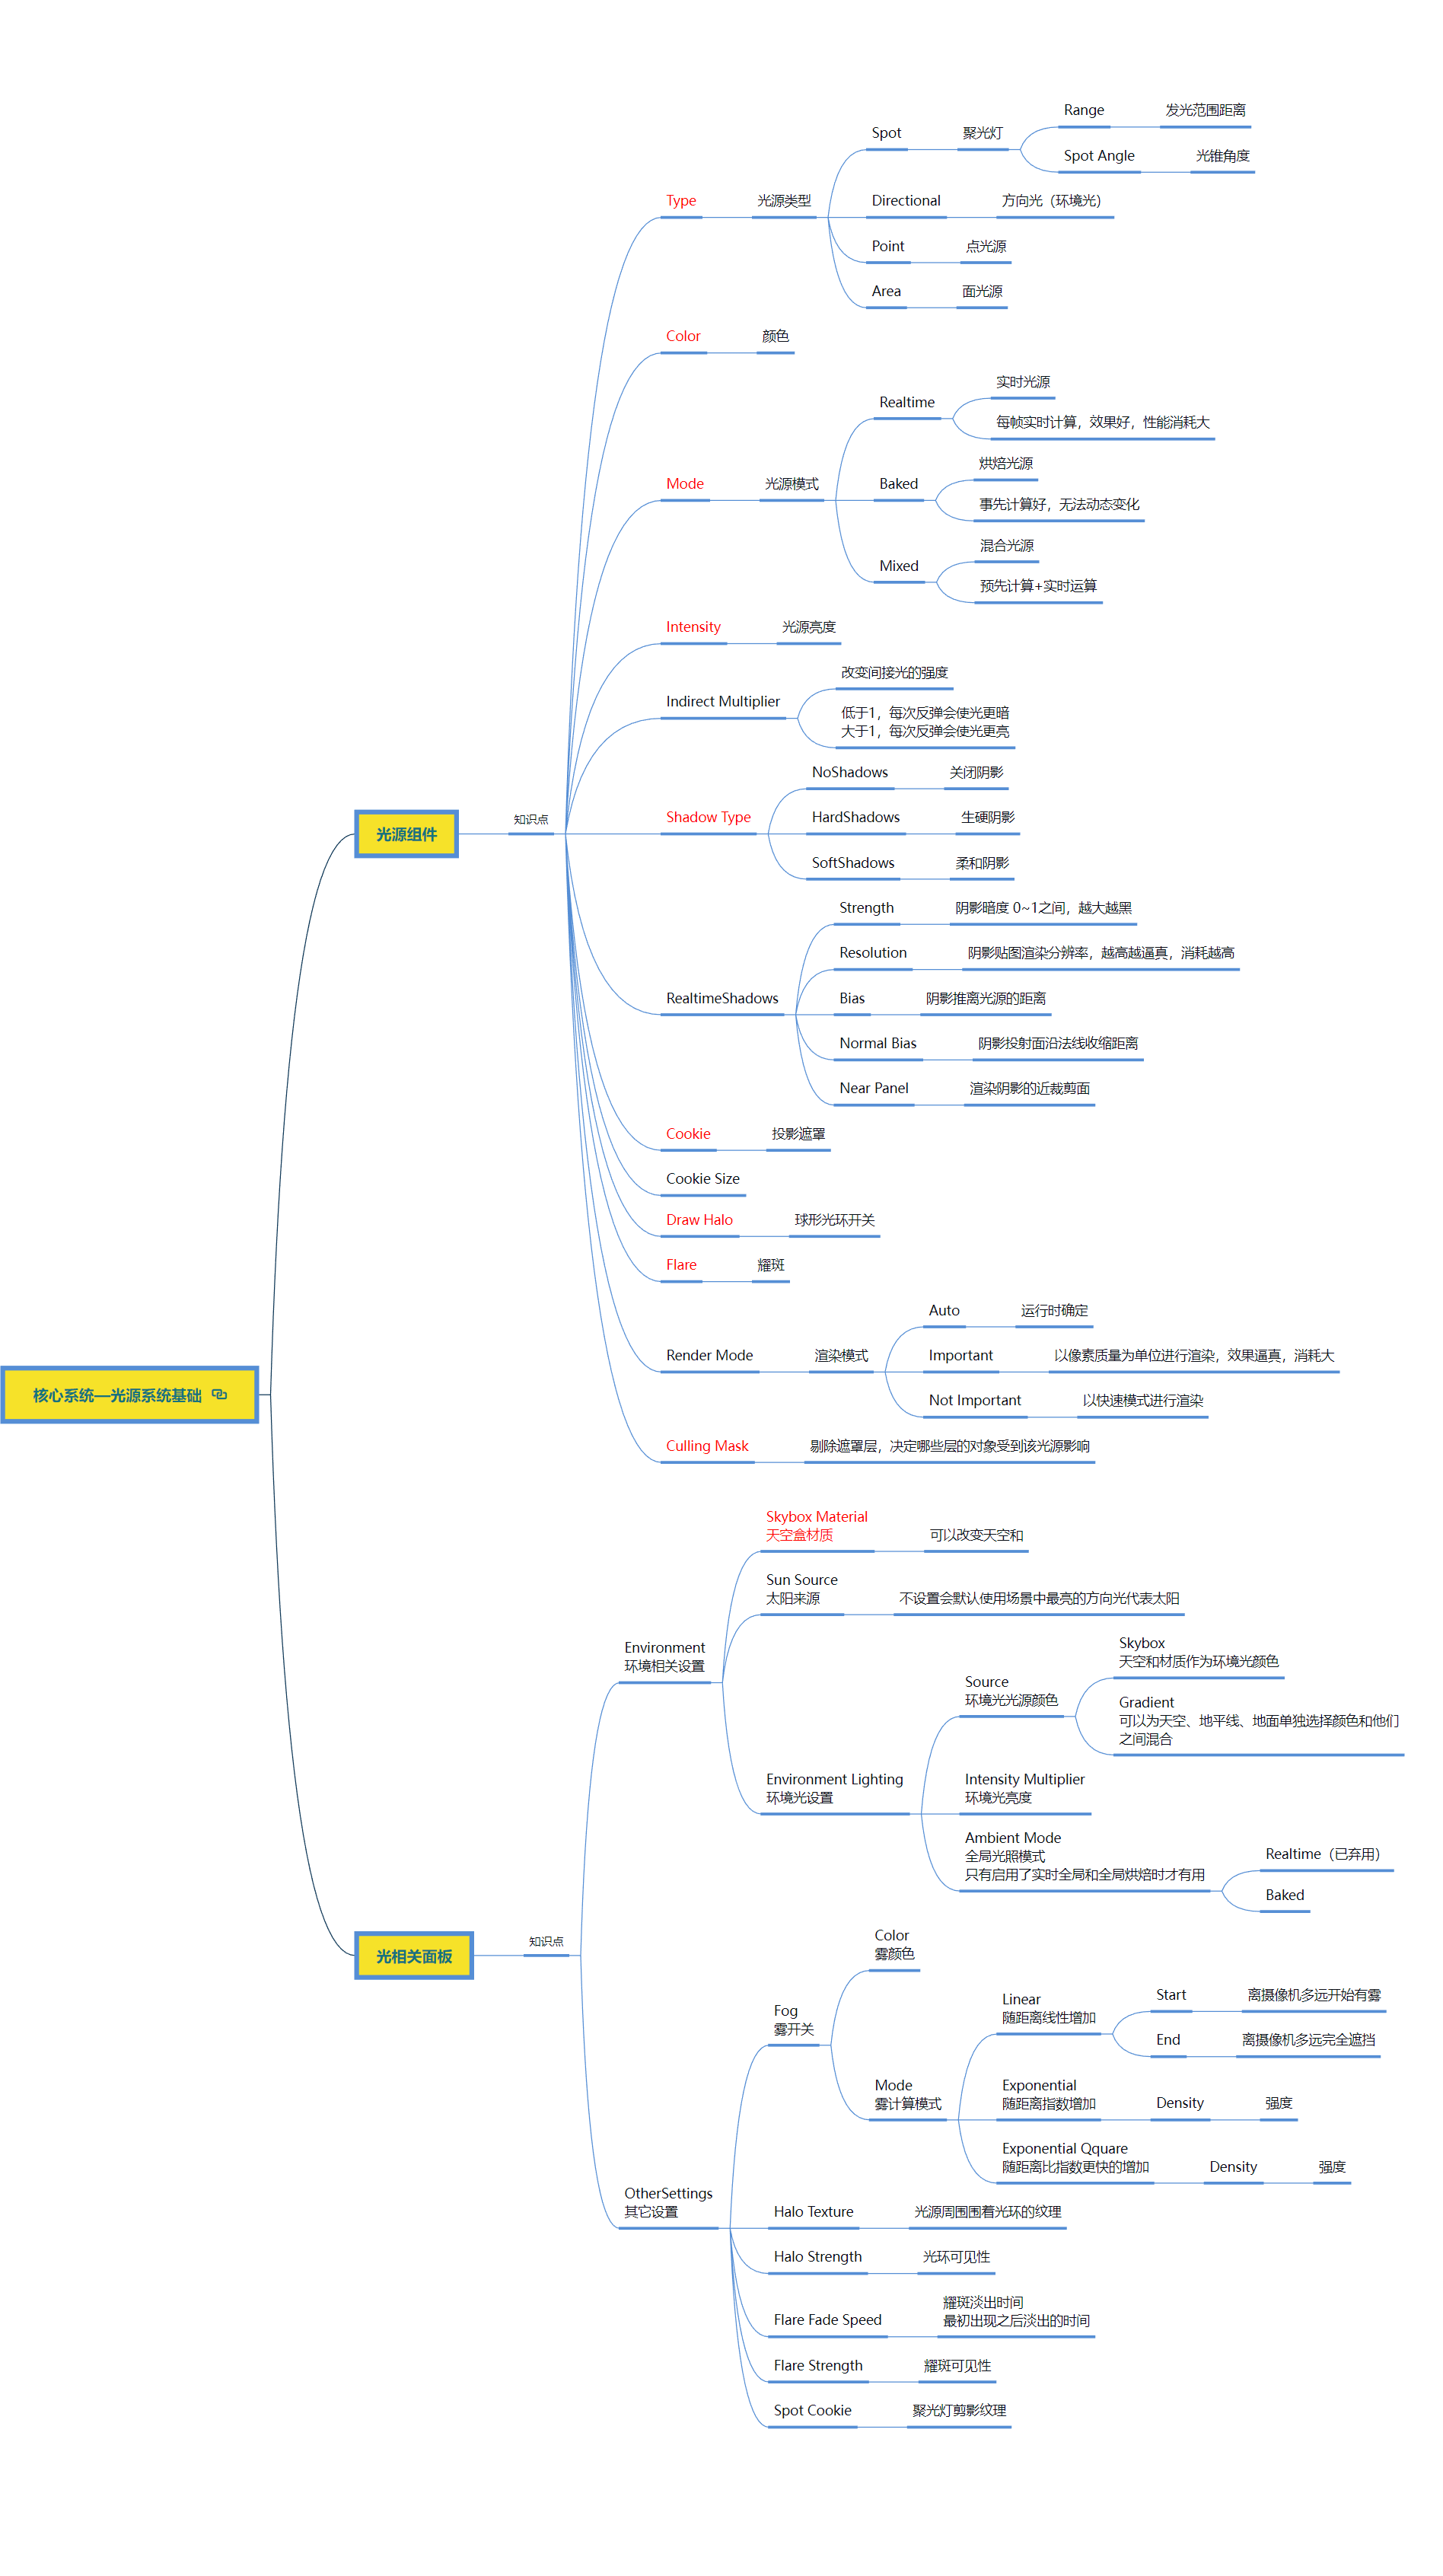 核心系统—光源系统基础
光源组件
知识点
Type
光源类型
Spot
聚光灯
Range
发光范围距离
Spot Angle
光锥角度
Directional
方向光（环境光）
Point
点光源
Area
面光源
Color
颜色
Mode
光源模式
Realtime
实时光源
每帧实时计算，效果好，性能消耗大
Baked
烘焙光源
事先计算好，无法动态变化
Mixed
混合光源
预先计算+实时运算
Intensity
光源亮度
Indirect Multiplier
改变间接光的强度
低于1，每次反弹会使光更暗
大于1，每次反弹会使光更亮
Shadow Type
NoShadows
关闭阴影
HardShadows
生硬阴影
SoftShadows
柔和阴影
RealtimeShadows
Strength
阴影暗度 0~1之间，越大越黑
Resolution
阴影贴图渲染分辨率，越高越逼真，消耗越高
Bias
阴影推离光源的距离
Normal Bias
阴影投射面沿法线收缩距离
Near Panel
渲染阴影的近裁剪面
Cookie
投影遮罩
Cookie Size
Draw Halo
球形光环开关
Flare
耀斑
Render Mode
渲染模式
Auto
运行时确定
Important
以像素质量为单位进行渲染，效果逼真，消耗大
Not Important
以快速模式进行渲染
Culling Mask
剔除遮罩层，决定哪些层的对象受到该光源影响
光相关面板
知识点
Environment
环境相关设置
Skybox Material
天空盒材质
可以改变天空和
Sun Source
太阳来源
不设置会默认使用场景中最亮的方向光代表太阳
Environment Lighting
环境光设置
Source
环境光光源颜色
Skybox
天空和材质作为环境光颜色
Gradient
可以为天空、地平线、地面单独选择颜色和他们
之间混合
Intensity Multiplier
环境光亮度
Ambient Mode
全局光照模式
只有启用了实时全局和全局烘焙时才有用
Realtime（已弃用）
Baked
OtherSettings
其它设置
Fog
雾开关
Color
雾颜色
Mode
雾计算模式
Linear
随距离线性增加
Start
离摄像机多远开始有雾
End
离摄像机多远完全遮挡
Exponential
随距离指数增加
Density
强度
Exponential Qquare
随距离比指数更快的增加
Density
强度
Halo Texture
光源周围围着光环的纹理
Halo Strength
光环可见性
Flare Fade Speed
耀斑淡出时间
最初出现之后淡出的时间
Flare Strength
耀斑可见性
Spot Cookie
聚光灯剪影纹理